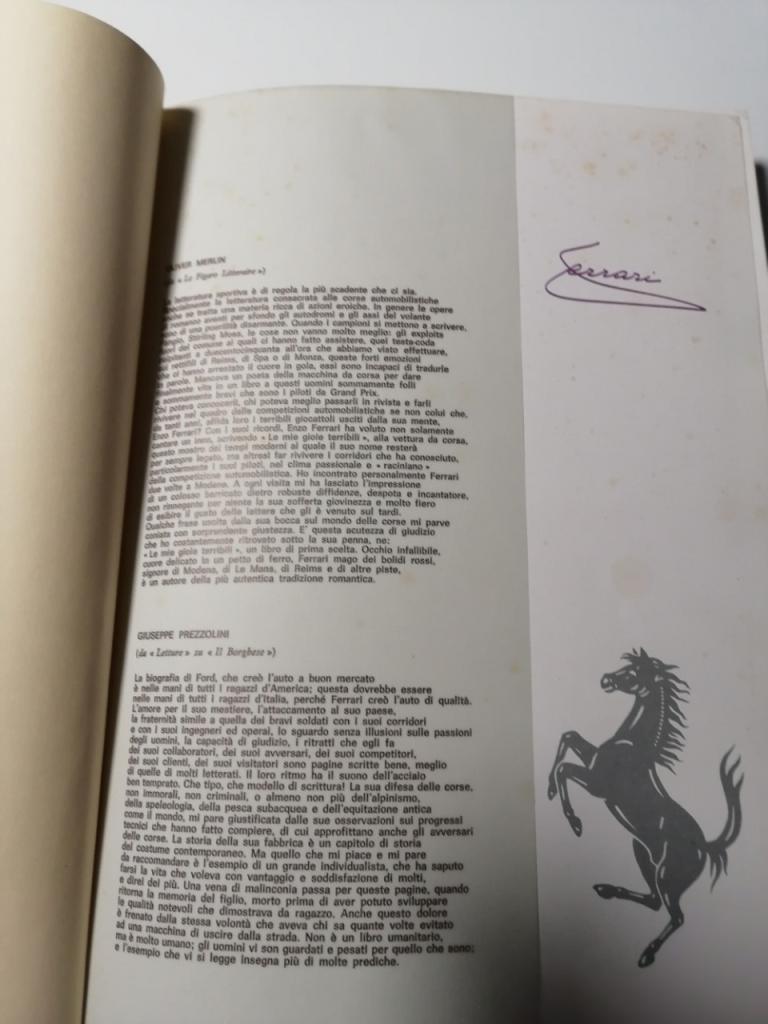 OLIVER MERLIN
« Le Figaro Litteraire »)
letteratura sportiva è di regola la più scadente che ci sia.
specialmente la letteratura consacrata alle corse automobilistiche
se tratta una materia ricca di azioni eroiche. In genere le opere
romanzo aventi per sfondo gli autodromi e gli assi del volante
sono di una puerilità disarmante. Quando i campioni si mettono a scrivere,
Stirling Moss, le cose non vanno molto meglio: gli exploits
del comune ai quali ci hanno fatto assistere, quei testa-coda
a duecentocinquanta all'ora che abbiamo visto effettuare,
rettifili di Reims, di Spa o di Monza, queste forti emozioni
che ci hanno arrestato il cuore in gola, essi sono incapaci di tradurle
in parole. Mancava un poeta della macchina da corsa per dare
finalmente vita in un libro a questi uomini sommamente folli
e sommamente bravi che sono i piloti da Grand Prix.
Chi poteva conoscerli, chi poteva meglio passarli in rivista e farli
rivivere nel quadro delle competizioni automobilistiche se non colui che,
da tanti anni, affida loro i terribili giocattoli usciti dalla sua mente,
Enzo Ferrari? Con i suoi ricordi, Enzo Ferrari ha voluto non solamente
cantare un inno, scrivendo « Le mie gioie terribili », alla vettura da corsa,
questo mostro dei tempi moderni al quale il suo nome resterà
per sempre legato, ma altresì far rivivere i corridori che ha conosciuto,
particolarmente i suoi piloti, nel clima passionale e « raciniano »
della competizione automobilistica. Ho incontrato personalmente Ferrari
due volte a Modena. A ogni visita mi ha lasciato l'impressione
di un colosso barricato dietro robuste diffidenze, despota e incantatore,
non rinnegante per niente la sua sofferta giovinezza e molto fiero
di esibire il gusto delle lettere che gli è venuto sul tardi.
Qualche frase uscita dalla sua bocca sul mondo delle corse mi parve
coniata con sorprendente giustezza. E' questa acutezza di giudizio
che ho costantemente ritrovato sotto la sua penna, ne:
« Le mie gioie terribili », un libro di prima scelta. Occhio infallibile,
cuore delicato in un petto di ferro, Ferrari mago dei bolidi rossi,
signore di Modena, di Le Mans, di Reims e di altre piste,
è un autore della più autentica tradizione romantica.
GIUSEPPE PREZZOLINI
(da « Letture » su « Il Borghese »)
La biografia di Ford, che creò l'auto a buon mercato
è nelle mani di tutti i ragazzi d'America; questa dovrebbe essere
nelle mani di tutti i ragazzi d'Italia, perché Ferrari creò l'auto di qualità.
L'amore per il suo mestiere, l'attaccamento al suo paese,
la fraternità simile a quella dei bravi soldati con i suoi corridori
e con i suoi ingegneri ed operai, lo sguardo senza illusioni sulle passioni
degli uomini, la capacità di giudizio, i ritratti che egli fa
dei suoi collaboratori, dei suoi avversari, dei suoi competitori,
dei suoi clienti, dei suoi visitatori sono pagine scritte bene, meglio
di quelle di molti letterati. Il loro ritmo ha il suono dell'acciaio
ben temprato. Che tipo, che modello di scrittura! La sua difesa delle corse,
non immorali, non criminali, o almeno non più dell'alpinismo,
della speleologia, della pesca subacquea e dell'equitazione antica
come il mondo, mi pare giustificata dalle sue osservazioni sui progressi
tecnici che hanno fatto compiere, di cui approfittano anche gli avversari
delle corse. La storia della sua fabbrica è un capitolo di storia
del costume contemporaneo. Ma quello che mi piace e mi pare
da raccomandare è l'esempio di un grande individualista, che ha saputo
farsi la vita che voleva con vantaggio e soddisfazione di molti,
e direi dei più. Una vena di malinconia passa per queste pagine, quando
ritorna la memoria del figlio, morto prima di aver potuto sviluppare
le qualità notevoli che dimostrava da ragazzo. Anche questo dolore
è frenato dalla stessa volontà che aveva chi sa quante volte evitato
ad una macchina di uscire dalla strada. Non è un libro umanitario,
ma è molto umano; gli uomini vi son guardati e pesati per quello che sono;
e l'esempio che vi si legge insegna più di molte prediche.
Ferrari